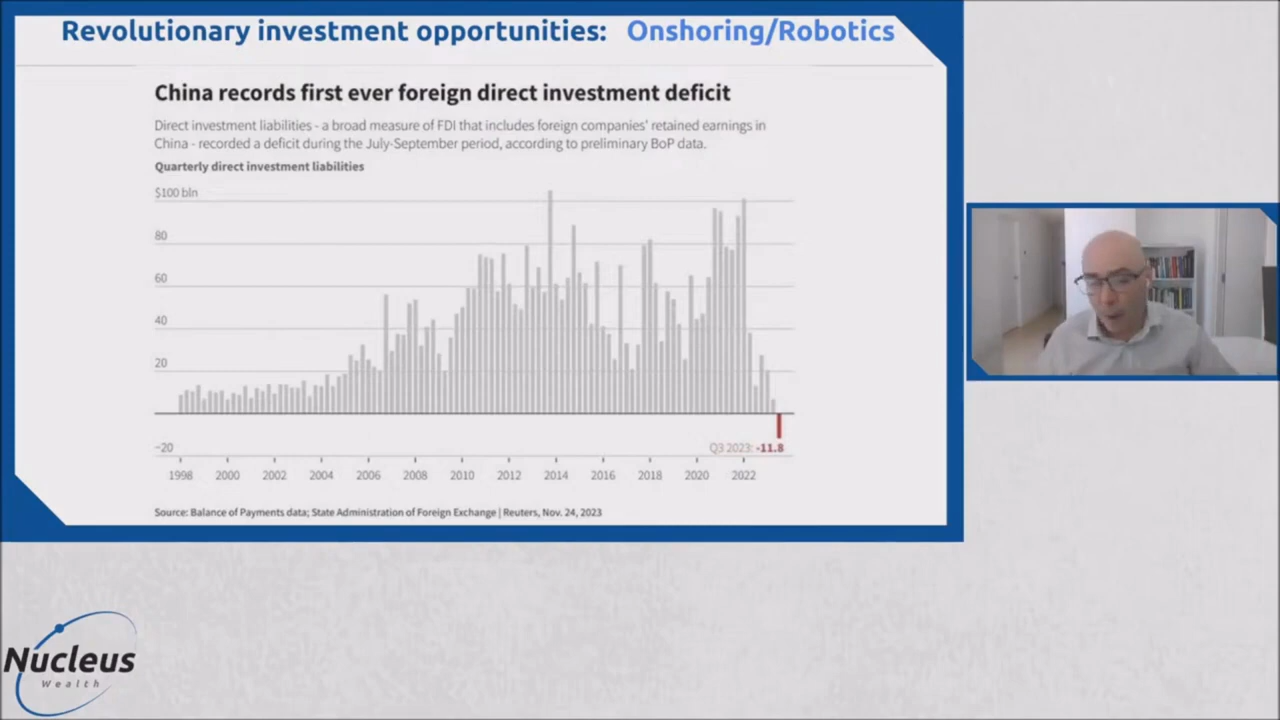 Revolutionary investment opportunities: Onshoring/Robotics
China records first ever foreign direct investment deficit
Direct investment liabilities - a broad measure of FDI that includes foreign companies' retained earnings in
China - recorded a deficit during the July-September period, according to preliminary BoP data.
Quarterly direct investment liabilities
$100 bln
80
60
40
20
−20
Q3 2023: -11.8
1998 2000 2002 2004 2006 2008 2010 2012 2014 2016 2018 2020 2022
Source: Balance of Payments data; State Administration of Foreign Exchange | Reuters, Nov. 24, 2023
Nucleus
Wealth